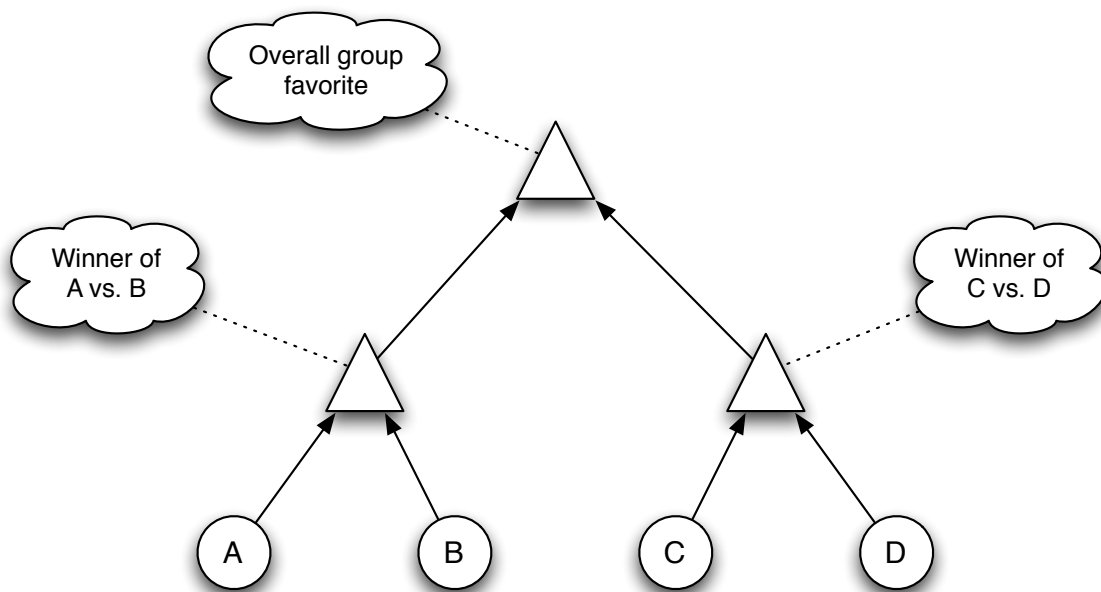 Overall group
favorite
Winner of
A vs. B
Winner of
C vs. D
A
B
C
D